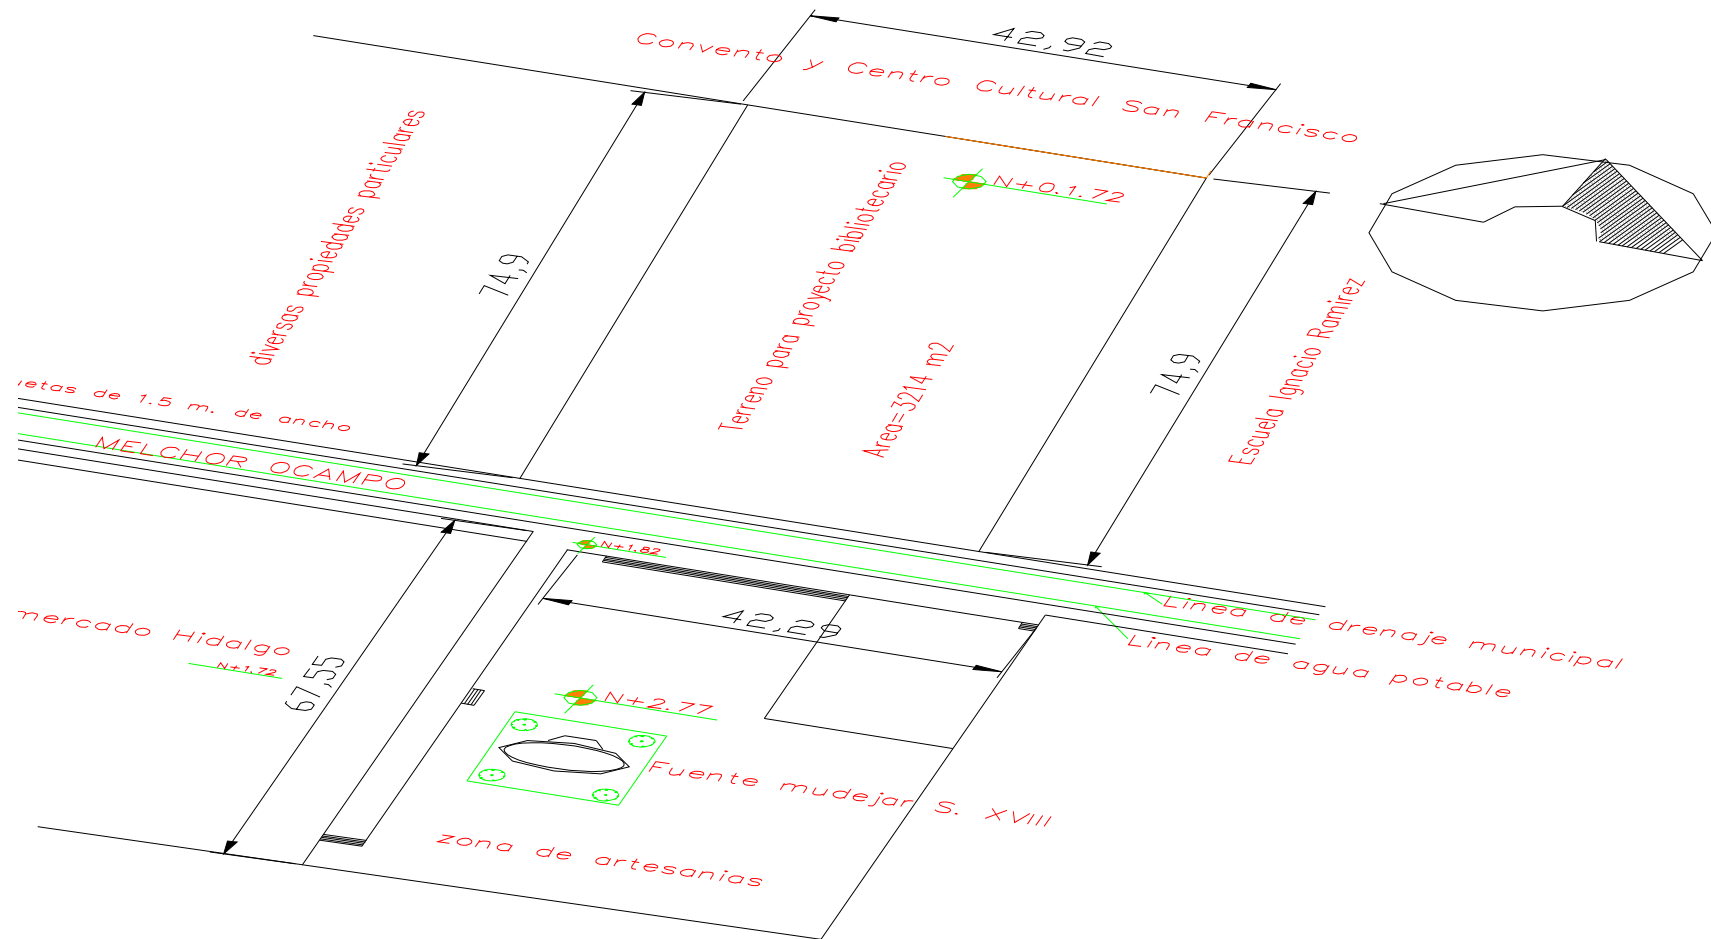 42,92
Convento y Centro Cultural San Francisco
diversas propiedades particulares
74,9
Terreno para proyecto bibliotecario
N+0.1.72
Area=3214 m2
74,9
Escuela Ignacio Ramirez
de 1.5 m. de ancho
MELCHOR OCAMPO
N+1.82
42,29
Linea de drenaje municipal
Linea de agua potable
mercado Hidalgo
N+1.72
67,55
N+2.77
Fuente mudejar S. XVIII
zona de artesanias